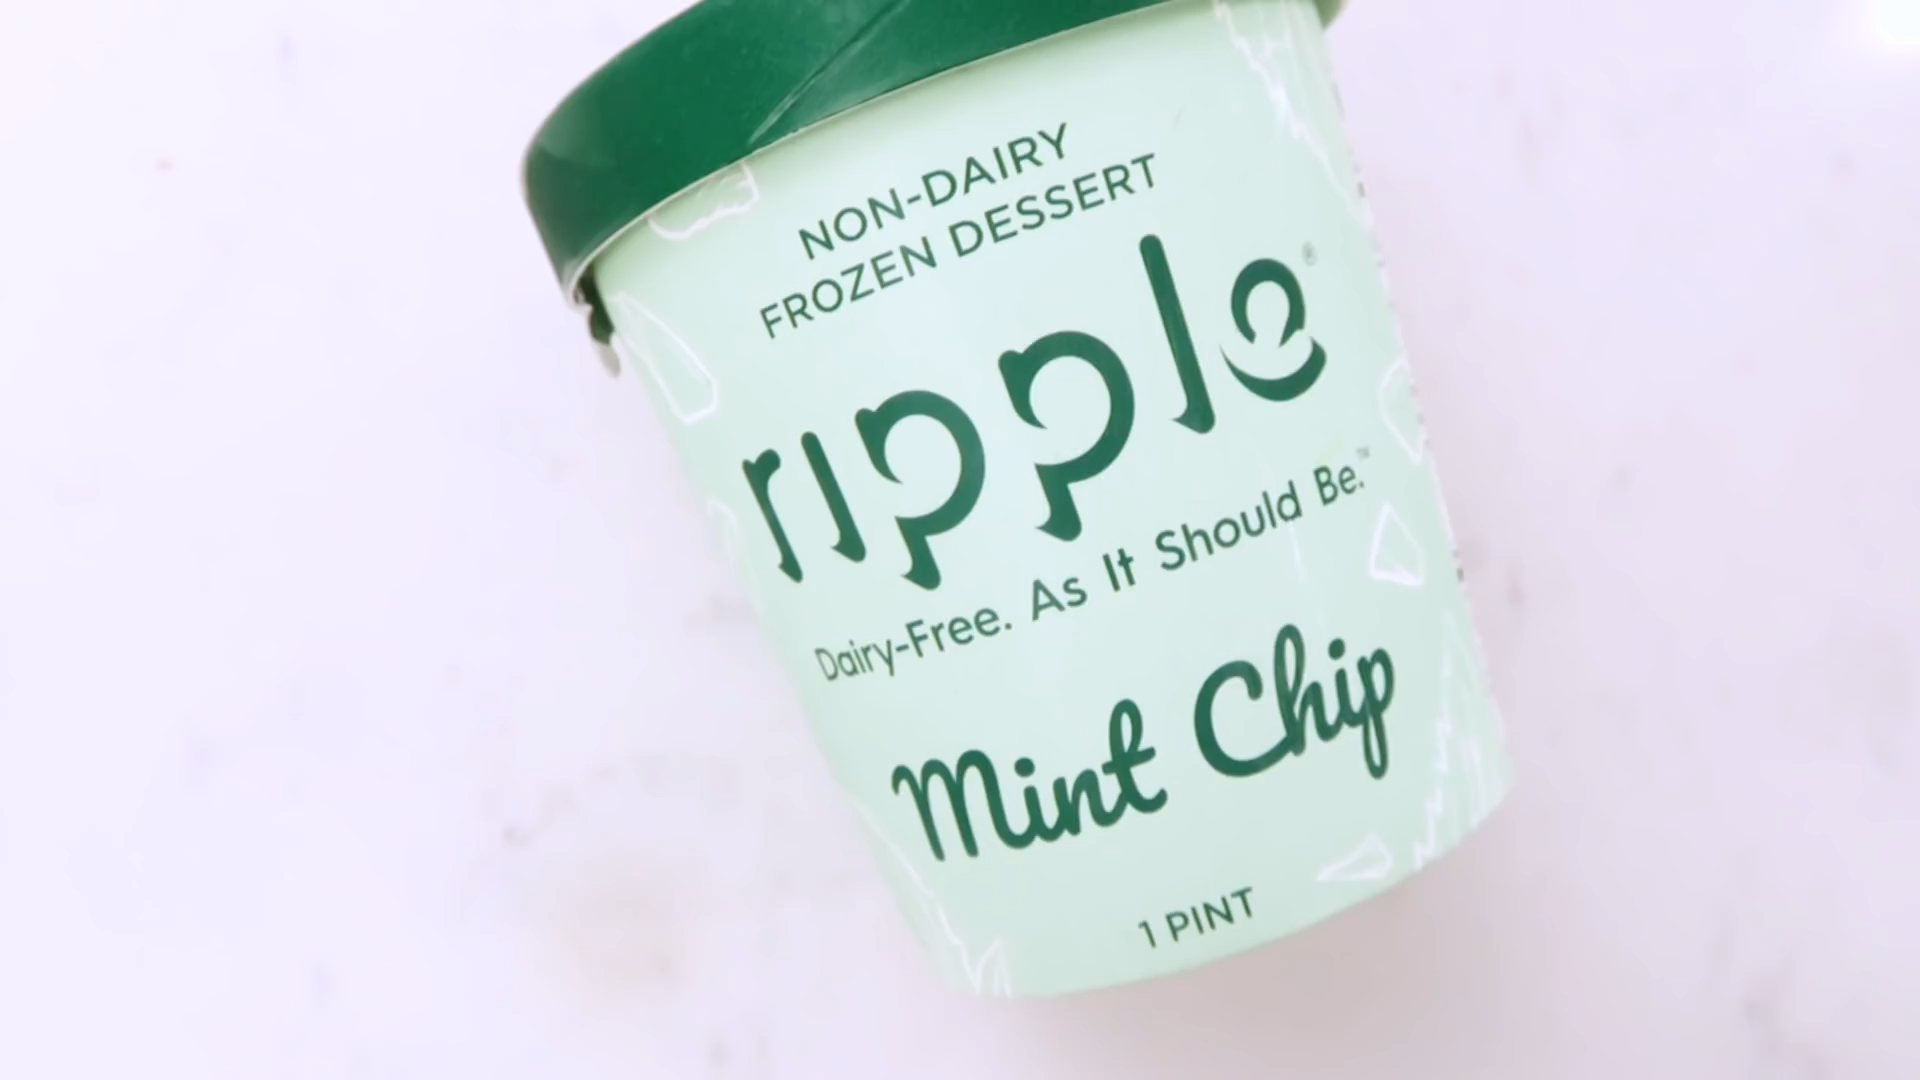 NON-DAIRY
FROZEN DESSERT
ripple®
Dairy-Free. As It Should Be.™
Mint Chip
1 PINT